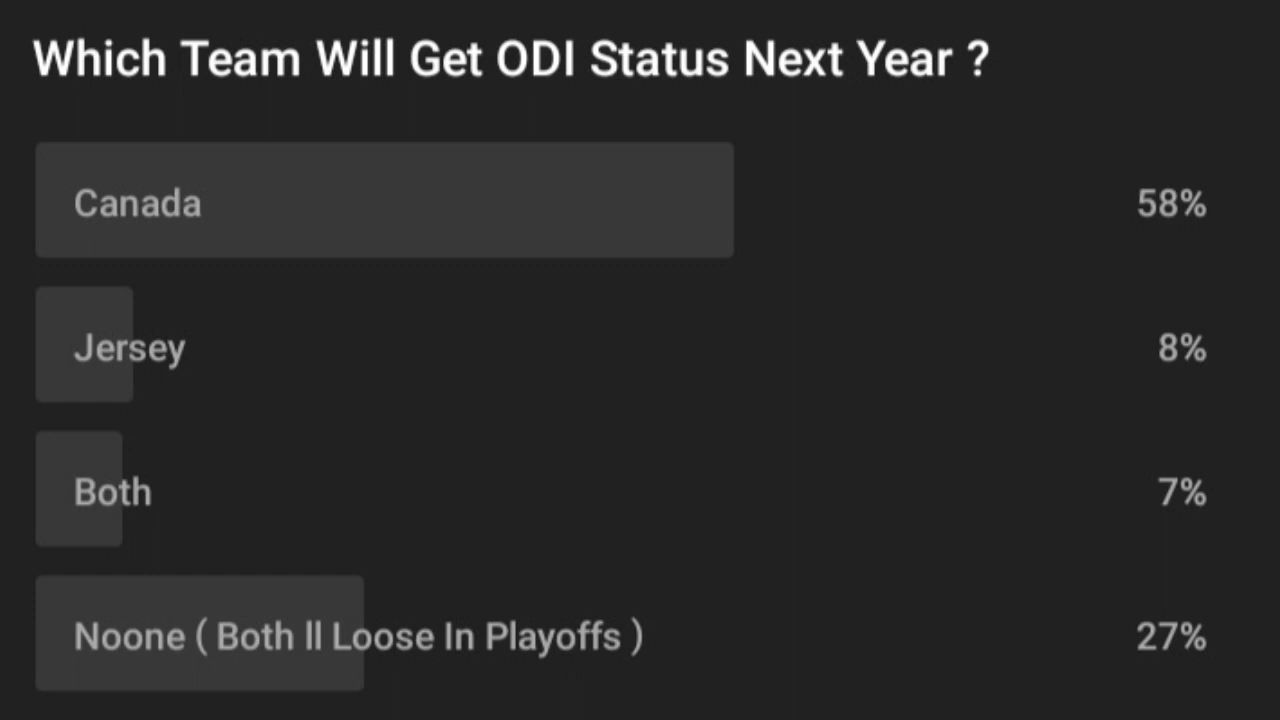 Which Team Will Get ODI Status Next Year ?
Canada 58%
Jersey 8%
Both 7%
Noone ( Both ll Loose In Playoffs ) 27%